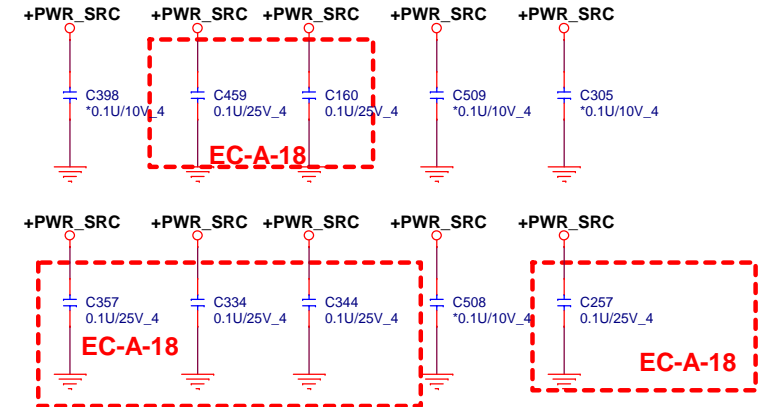 +PWR_SRC +PWR_SRC +PWR_SRC +PWR_SRC +PWR_SRC
C398 C459 C160 C509 C305
*0.1U/10V_4 0.1U/25V_4 0.1U/25V_4 *0.1U/10V_4 *0.1U/10V_4
EC-A-18
+PWR_SRC +PWR_SRC +PWR_SRC +PWR_SRC +PWR_SRC
C357 C334 C344 C508 C257
0.1U/25V_4 0.1U/25V_4 0.1U/25V_4 *0.1U/10V_4 0.1U/25V_4
EC-A-18
EC-A-18